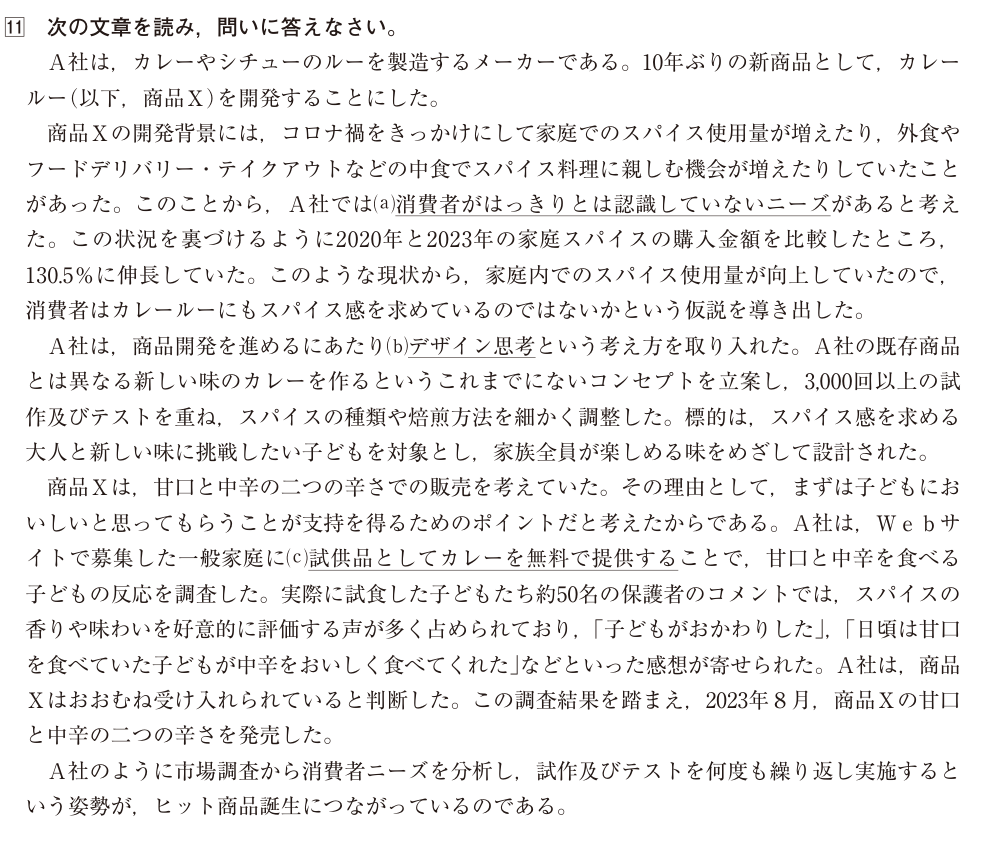 11 次の文章を読み，問いに答えなさい。
Ａ社は，カレーやシチューのルーを製造するメーカーである。10年ぶりの新商品として，カレー
ルー(以下，商品Ｘ)を開発することにした。
商品Ｘの開発背景には，コロナ禍をきっかけにして家庭でのスパイス使用量が増えたり，外食や
フードデリバリー・テイクアウトなどの中食でスパイス料理に親しむ機会が増えたりしていたこと
があった。このことから，Ａ社では(a)消費者がはっきりとは認識していないニーズがあると考え
た。この状況を裏づけるように2020年と2023年の家庭スパイスの購入金額を比較したところ，
130.5％に伸長していた。このような現状から，家庭内でのスパイス使用量が向上していたので，
消費者はカレールーにもスパイス感を求めているのではないかという仮説を導き出した。
Ａ社は，商品開発を進めるにあたり(b)デザイン思考という考え方を取り入れた。Ａ社の既存商品
とは異なる新しい味のカレーを作るというこれまでにないコンセプトを立案し，3,000回以上の試
作及びテストを重ね，スパイスの種類や焙煎方法を細かく調整した。標的は，スパイス感を求める
大人と新しい味に挑戦したい子どもを対象とし，家族全員が楽しめる味をめざして設計された。
商品Ｘは，甘口と中辛の二つの辛さでの販売を考えていた。その理由として，まずは子どもにお
いしいと思ってもらうことが支持を得るためのポイントだと考えたからである。Ａ社は，Ｗｅｂサ
イトで募集した一般家庭に(c)試供品としてカレーを無料で提供することで，甘口と中辛を食べる
子どもの反応を調査した。実際に試食した子どもたち約50名の保護者のコメントでは，スパイスの
香りや味わいを好意的に評価する声が多く占められており，「子どもがおかわりした」，「日頃は甘口
を食べていた子どもが中辛をおいしく食べてくれた」などといった感想が寄せられた。Ａ社は，商品
Ｘはおおむね受け入れられていると判断した。この調査結果を踏まえ，2023年８月，商品Ｘの甘口
と中辛の二つの辛さを発売した。
Ａ社のように市場調査から消費者ニーズを分析し，試作及びテストを何度も繰り返し実施すると
いう姿勢が，ヒット商品誕生につながっているのである。